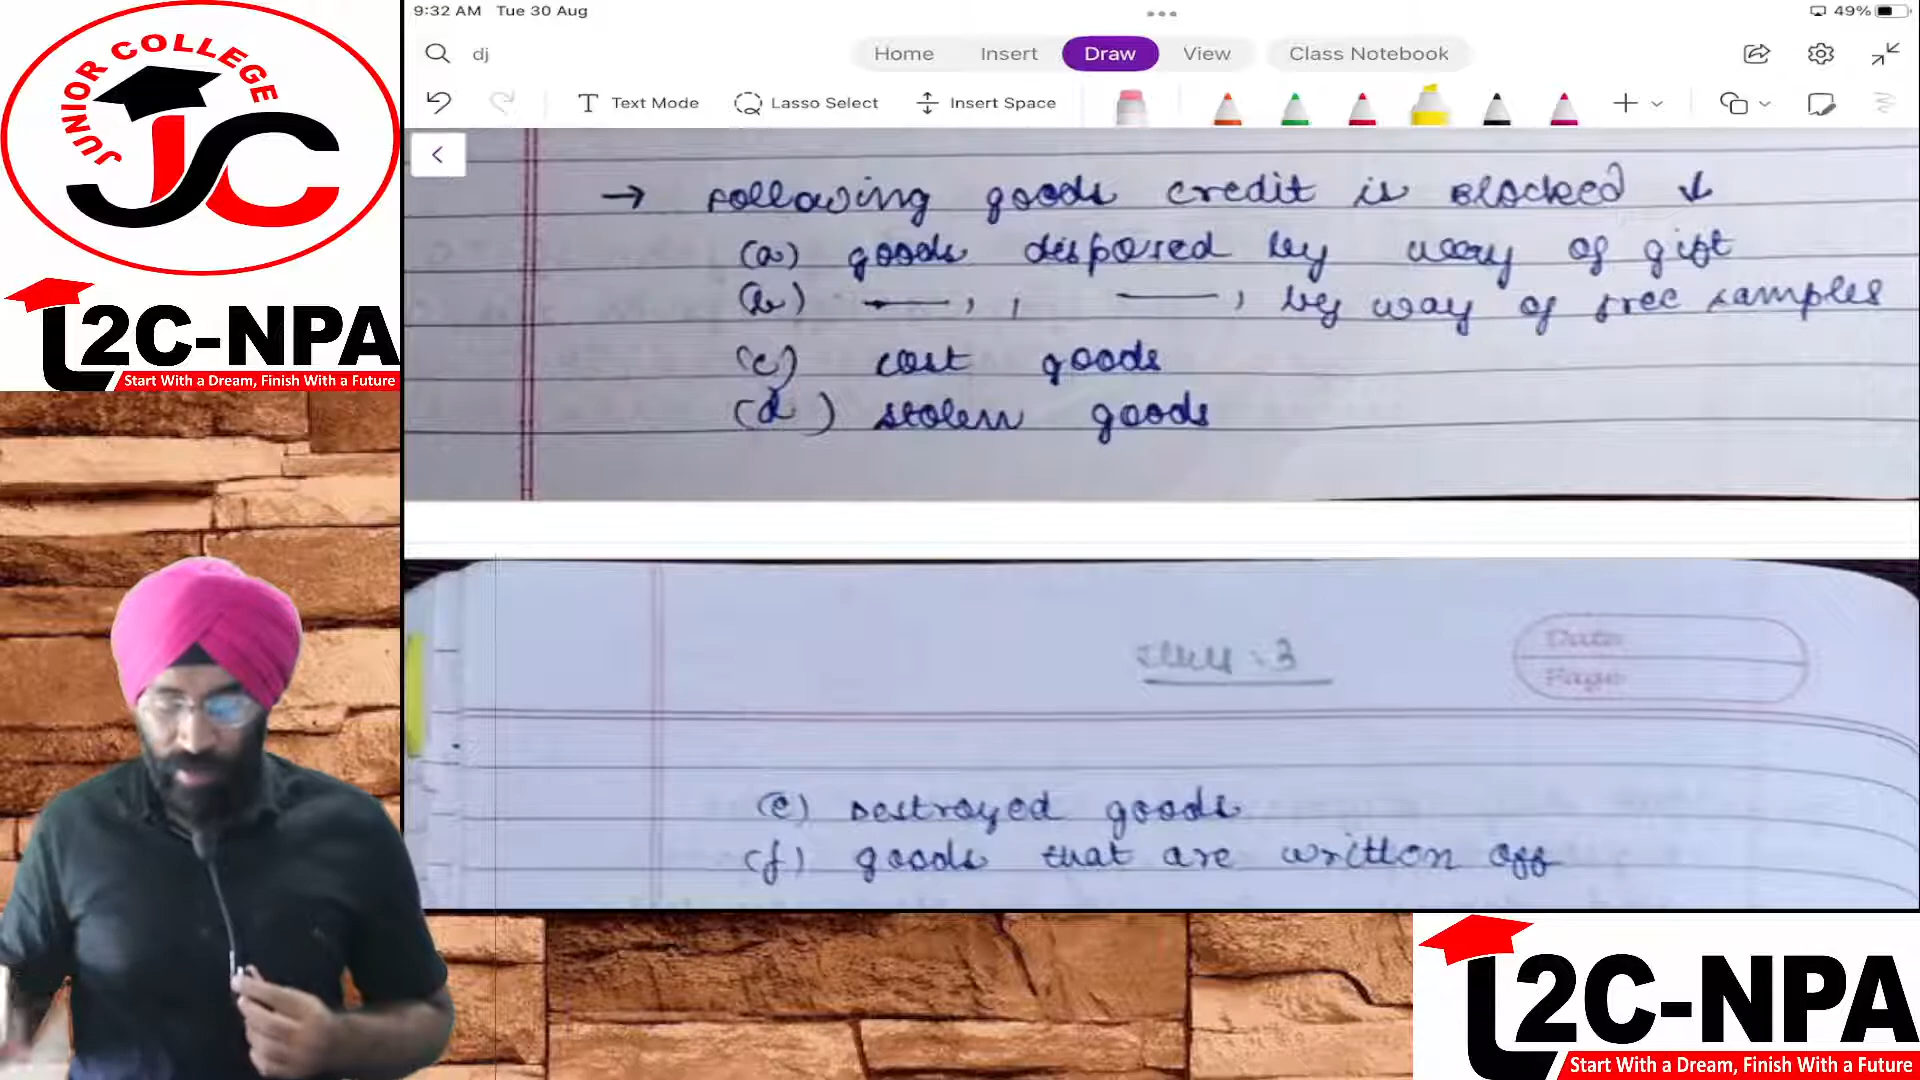 9:32 AM Tue 30 Aug
49%
dj
Home Insert Draw View Class Notebook
Text Mode Lasso Select Insert Space
JUNIOR COLLEGE
JC
L2C-NPA
Start With a Dream, Finish With a Future
→ Following goods credit is Blocked ↓
(a) goods disposed by way of gift
(b) —— , , —— , by way of free samples
(c) Lost goods
(d) stolen goods
Date
Page
(e) Destroyed goods
(f) goods that are written off
L2C-NPA
Start With a Dream, Finish With a Future